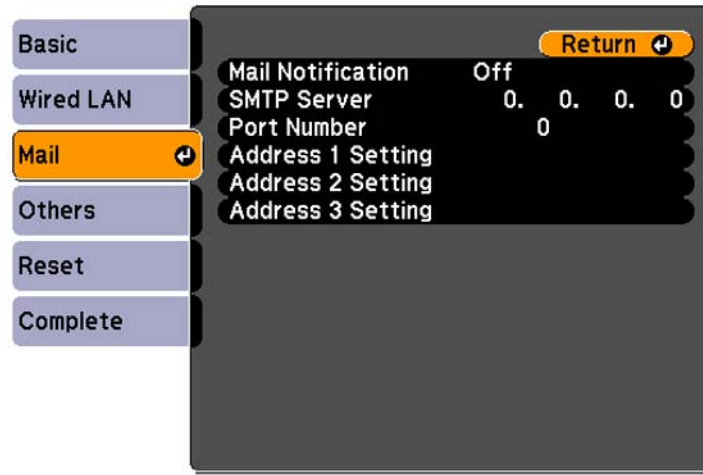 Basic
Wired LAN
Mail
Others
Reset
Complete
Return
Mail Notification Off
SMTP Server 0. 0. 0. 0
Port Number 0
Address 1 Setting
Address 2 Setting
Address 3 Setting